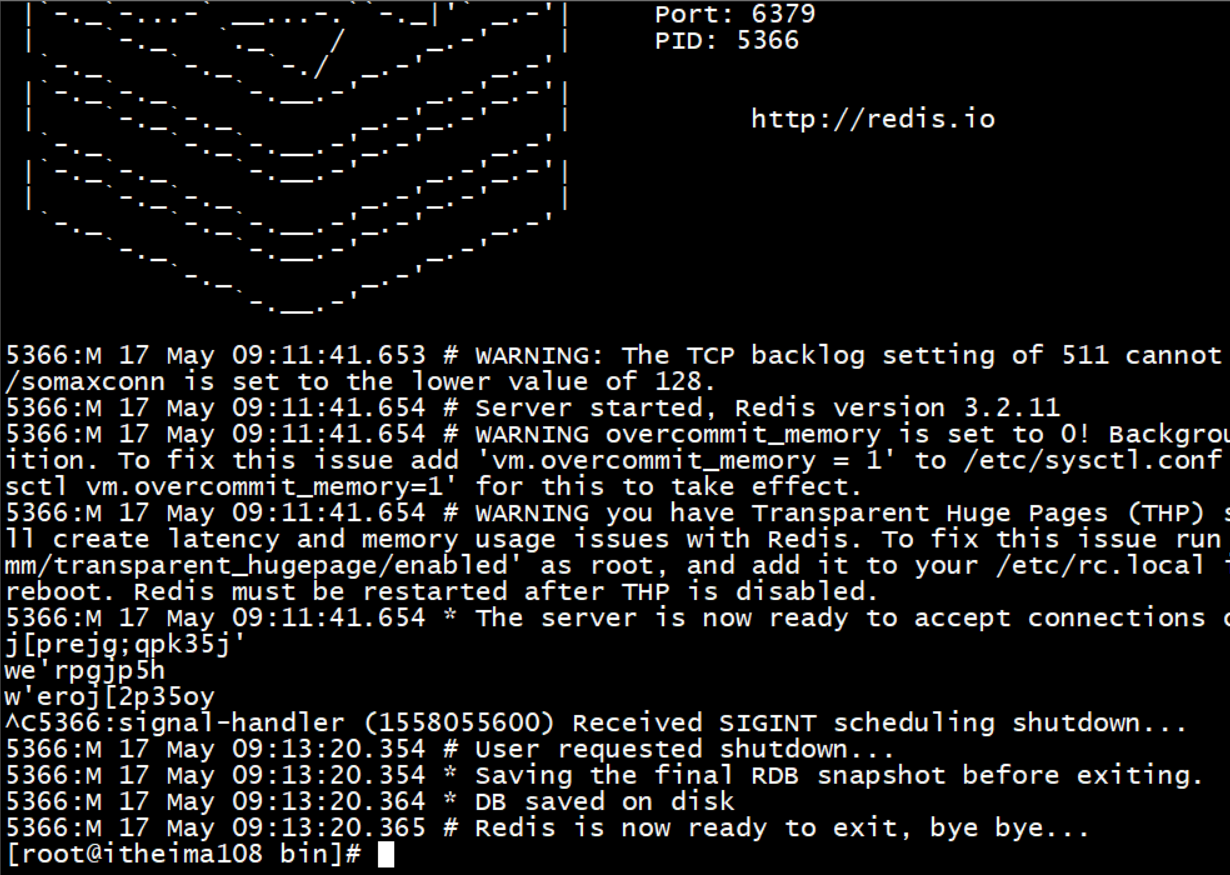 Port: 6379
PID: 5366
http://redis.io
5366:M 17 May 09:11:41.653 # WARNING: The TCP backlog setting of 511 cannot
/somaxconn is set to the lower value of 128.
5366:M 17 May 09:11:41.654 # Server started, Redis version 3.2.11
5366:M 17 May 09:11:41.654 # WARNING overcommit_memory is set to 0! Backgrou
ition. To fix this issue add 'vm.overcommit_memory = 1' to /etc/sysctl.conf
sctl vm.overcommit_memory=1' for this to take effect.
5366:M 17 May 09:11:41.654 # WARNING you have Transparent Huge Pages (THP) s
ll create latency and memory usage issues with Redis. To fix this issue run
mm/transparent_hugepage/enabled' as root, and add it to your /etc/rc.local
reboot. Redis must be restarted after THP is disabled.
5366:M 17 May 09:11:41.654 * The server is now ready to accept connections
j[prejg;qpk35j'
we'rpgjp5h
w'eroj[2p35oy
^C5366:signal-handler (1558055600) Received SIGINT scheduling shutdown...
5366:M 17 May 09:13:20.354 # User requested shutdown...
5366:M 17 May 09:13:20.354 * Saving the final RDB snapshot before exiting.
5366:M 17 May 09:13:20.364 * DB saved on disk
5366:M 17 May 09:13:20.365 # Redis is now ready to exit, bye bye...
[root@itheima108 bin]#